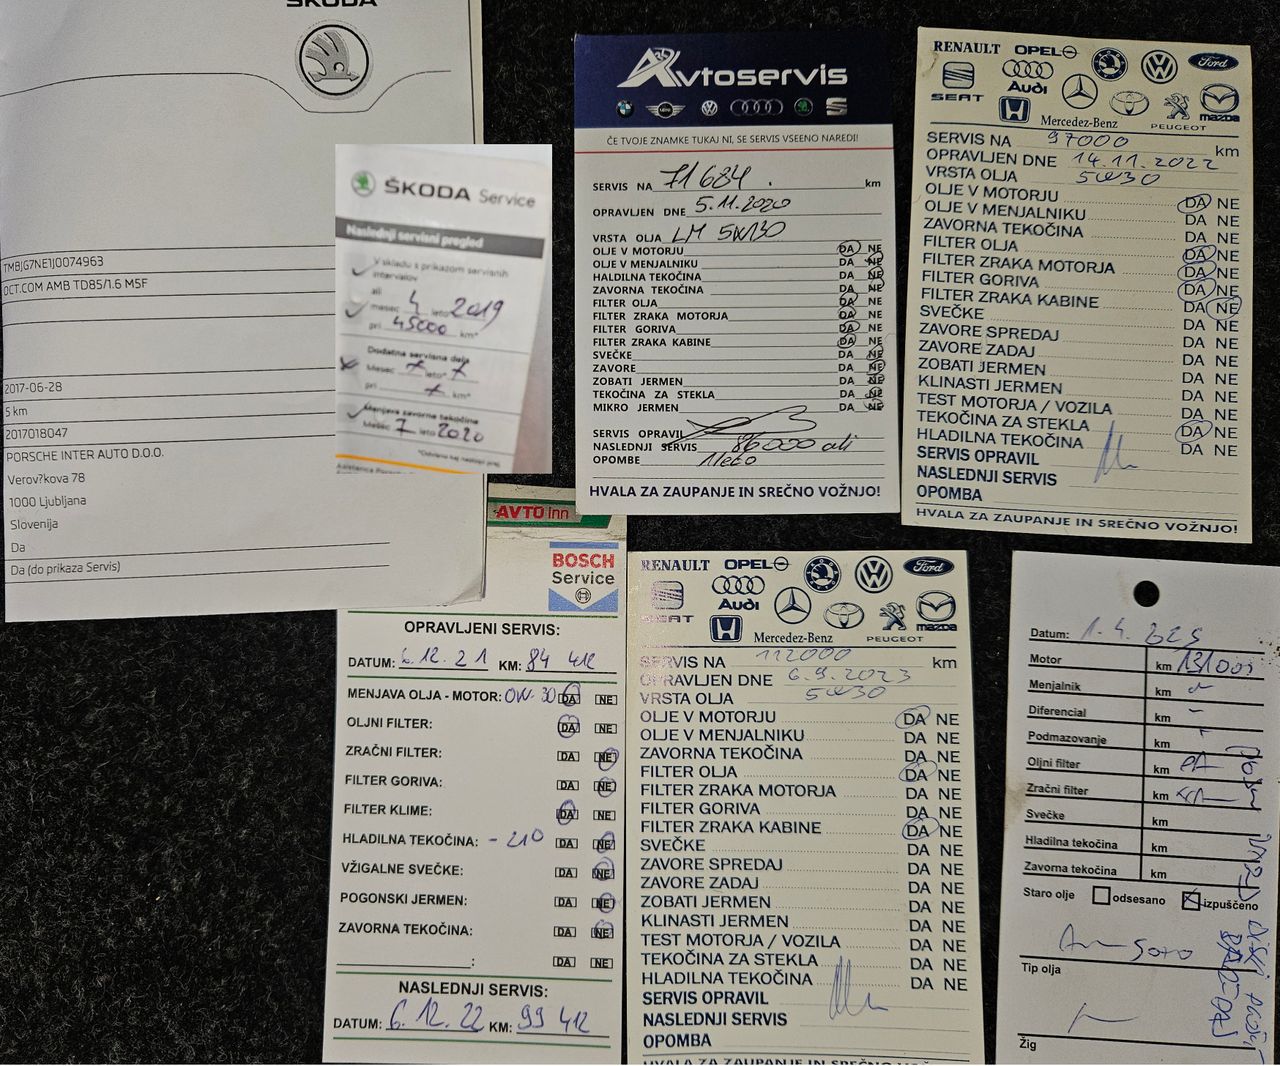 ŠKODA
TMBJG7NE1J0074963
OCT.COM AMB TD85/1.6 M5F
2017-06-28
5 km
2017018047
PORSCHE INTER AUTO D.O.O.
Verov?kova 78
1000 Ljubljana
Slovenija
Da
Da (do prikaza Servis)
ŠKODA Service
Naslednji servisni pregled
V skladu s prikazom servisnih
intervalov
ali
mesec 4 leto 2019
pri 45000 km*
Dodatna servisna dela
Mesec leto*
pri km*
Menjava zavorne tekočine
Mesec 7 leto 2020
Avtoservis
ČE TVOJE ZNAMKE TUKAJ NI, SE SERVIS VSEENO NAREDI!
SERVIS NA 71684 km
OPRAVLJEN DNE 5.11.2020
VRSTA OLJA LM 5W30
OLJE V MOTORJU DA NE
OLJE V MENJALNIKU DA NE
HLADILNA TEKOČINA DA NE
ZAVORNA TEKOČINA DA NE
FILTER OLJA DA NE
FILTER ZRAKA MOTORJA DA NE
FILTER GORIVA DA NE
FILTER ZRAKA KABINE DA NE
SVEČKE DA NE
ZAVORE DA NE
ZOBATI JERMEN DA NE
TEKOČINA ZA STEKLA DA NE
MIKRO JERMEN DA NE
SERVIS OPRAVIL
NASLEDNJI SERVIS 86000 ali
OPOMBE 1 leto
HVALA ZA ZAUPANJE IN SREČNO VOŽNJO!
RENAULT OPEL Ford
SEAT Audi
Mercedes-Benz PEUGEOT mazda
SERVIS NA 97000 km
OPRAVLJEN DNE 14.11.2022
VRSTA OLJA 5W30
OLJE V MOTORJU DA NE
OLJE V MENJALNIKU DA NE
ZAVORNA TEKOČINA DA NE
FILTER OLJA DA NE
FILTER ZRAKA MOTORJA DA NE
FILTER GORIVA DA NE
FILTER ZRAKA KABINE DA NE
SVEČKE DA NE
ZAVORE SPREDAJ DA NE
ZAVORE ZADAJ DA NE
ZOBATI JERMEN DA NE
KLINASTI JERMEN DA NE
TEST MOTORJA / VOZILA DA NE
TEKOČINA ZA STEKLA DA NE
HLADILNA TEKOČINA DA NE
SERVIS OPRAVIL
NASLEDNJI SERVIS
OPOMBA
HVALA ZA ZAUPANJE IN SREČNO VOŽNJO!
AVTO inn
BOSCH
Service
OPRAVLJENI SERVIS:
DATUM: 6.12.21 KM: 84 412
MENJAVA OLJA - MOTOR: 0W-30 DA NE
OLJNI FILTER: DA NE
ZRAČNI FILTER: DA NE
FILTER GORIVA: DA NE
FILTER KLIME: DA NE
HLADILNA TEKOČINA: -210 DA NE
VŽIGALNE SVEČKE: DA NE
POGONSKI JERMEN: DA NE
ZAVORNA TEKOČINA: DA NE
DA NE
NASLEDNJI SERVIS:
DATUM: 6.12.22 KM: 99 412
RENAULT OPEL Ford
SEAT Audi
Mercedes-Benz PEUGEOT mazda
SERVIS NA 112000 km
OPRAVLJEN DNE 6.9.2023
VRSTA OLJA 5W30
OLJE V MOTORJU DA NE
OLJE V MENJALNIKU DA NE
ZAVORNA TEKOČINA DA NE
FILTER OLJA DA NE
FILTER ZRAKA MOTORJA DA NE
FILTER GORIVA DA NE
FILTER ZRAKA KABINE DA NE
SVEČKE DA NE
ZAVORE SPREDAJ DA NE
ZAVORE ZADAJ DA NE
ZOBATI JERMEN DA NE
KLINASTI JERMEN DA NE
TEST MOTORJA / VOZILA DA NE
TEKOČINA ZA STEKLA DA NE
HLADILNA TEKOČINA DA NE
SERVIS OPRAVIL
NASLEDNJI SERVIS
OPOMBA
HVALA ZA ZAUPANJE IN SREČNO VOŽNJO!
Datum: 1.4.
Motor km 131000
Menjalnik km
Diferencial km
Podmazovanje km
Oljni filter km DA
Zračni filter km
Svečke km
Hladilna tekočina km
Zavorna tekočina km
Staro olje odsesano izpuščeno
Tip olja
Žig